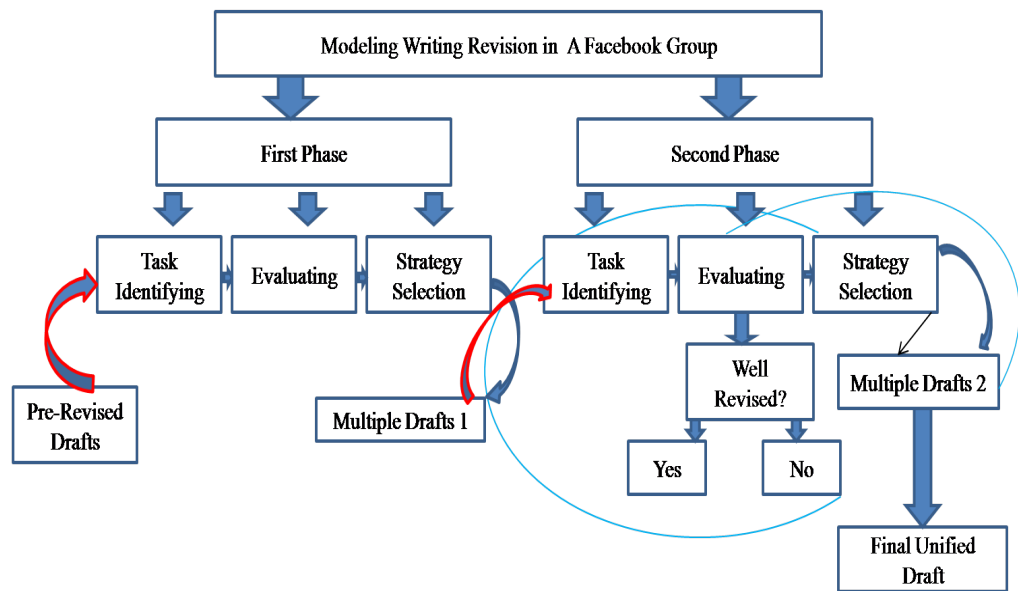 Modeling Writing Revision in A Facebook Group
First Phase
Second Phase
Task
Identifying
Evaluating
Strategy
Selection
Task
Identifying
Evaluating
Strategy
Selection
Pre-Revised
Drafts
Multiple Drafts 1
Well
Revised?
Multiple Drafts 2
Yes
No
Final Unified
Draft